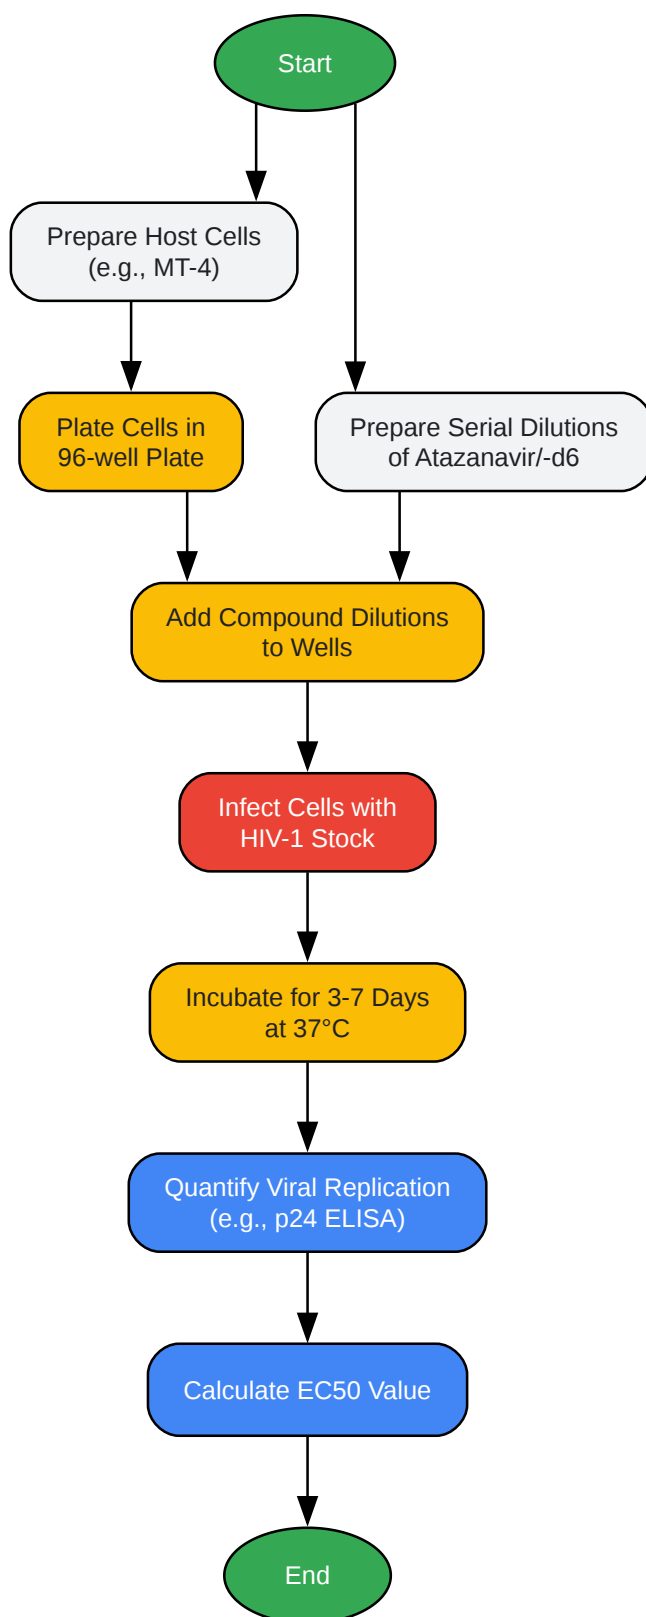 Start
Prepare Host Cells
(e.g., MT-4)
Plate Cells in
96-well Plate
Prepare Serial Dilutions
of Atazanavir/-d6
Add Compound Dilutions
to Wells
Infect Cells with
HIV-1 Stock
Incubate for 3-7 Days
at 37°C
Quantify Viral Replication
(e.g., p24 ELISA)
Calculate EC50 Value
End